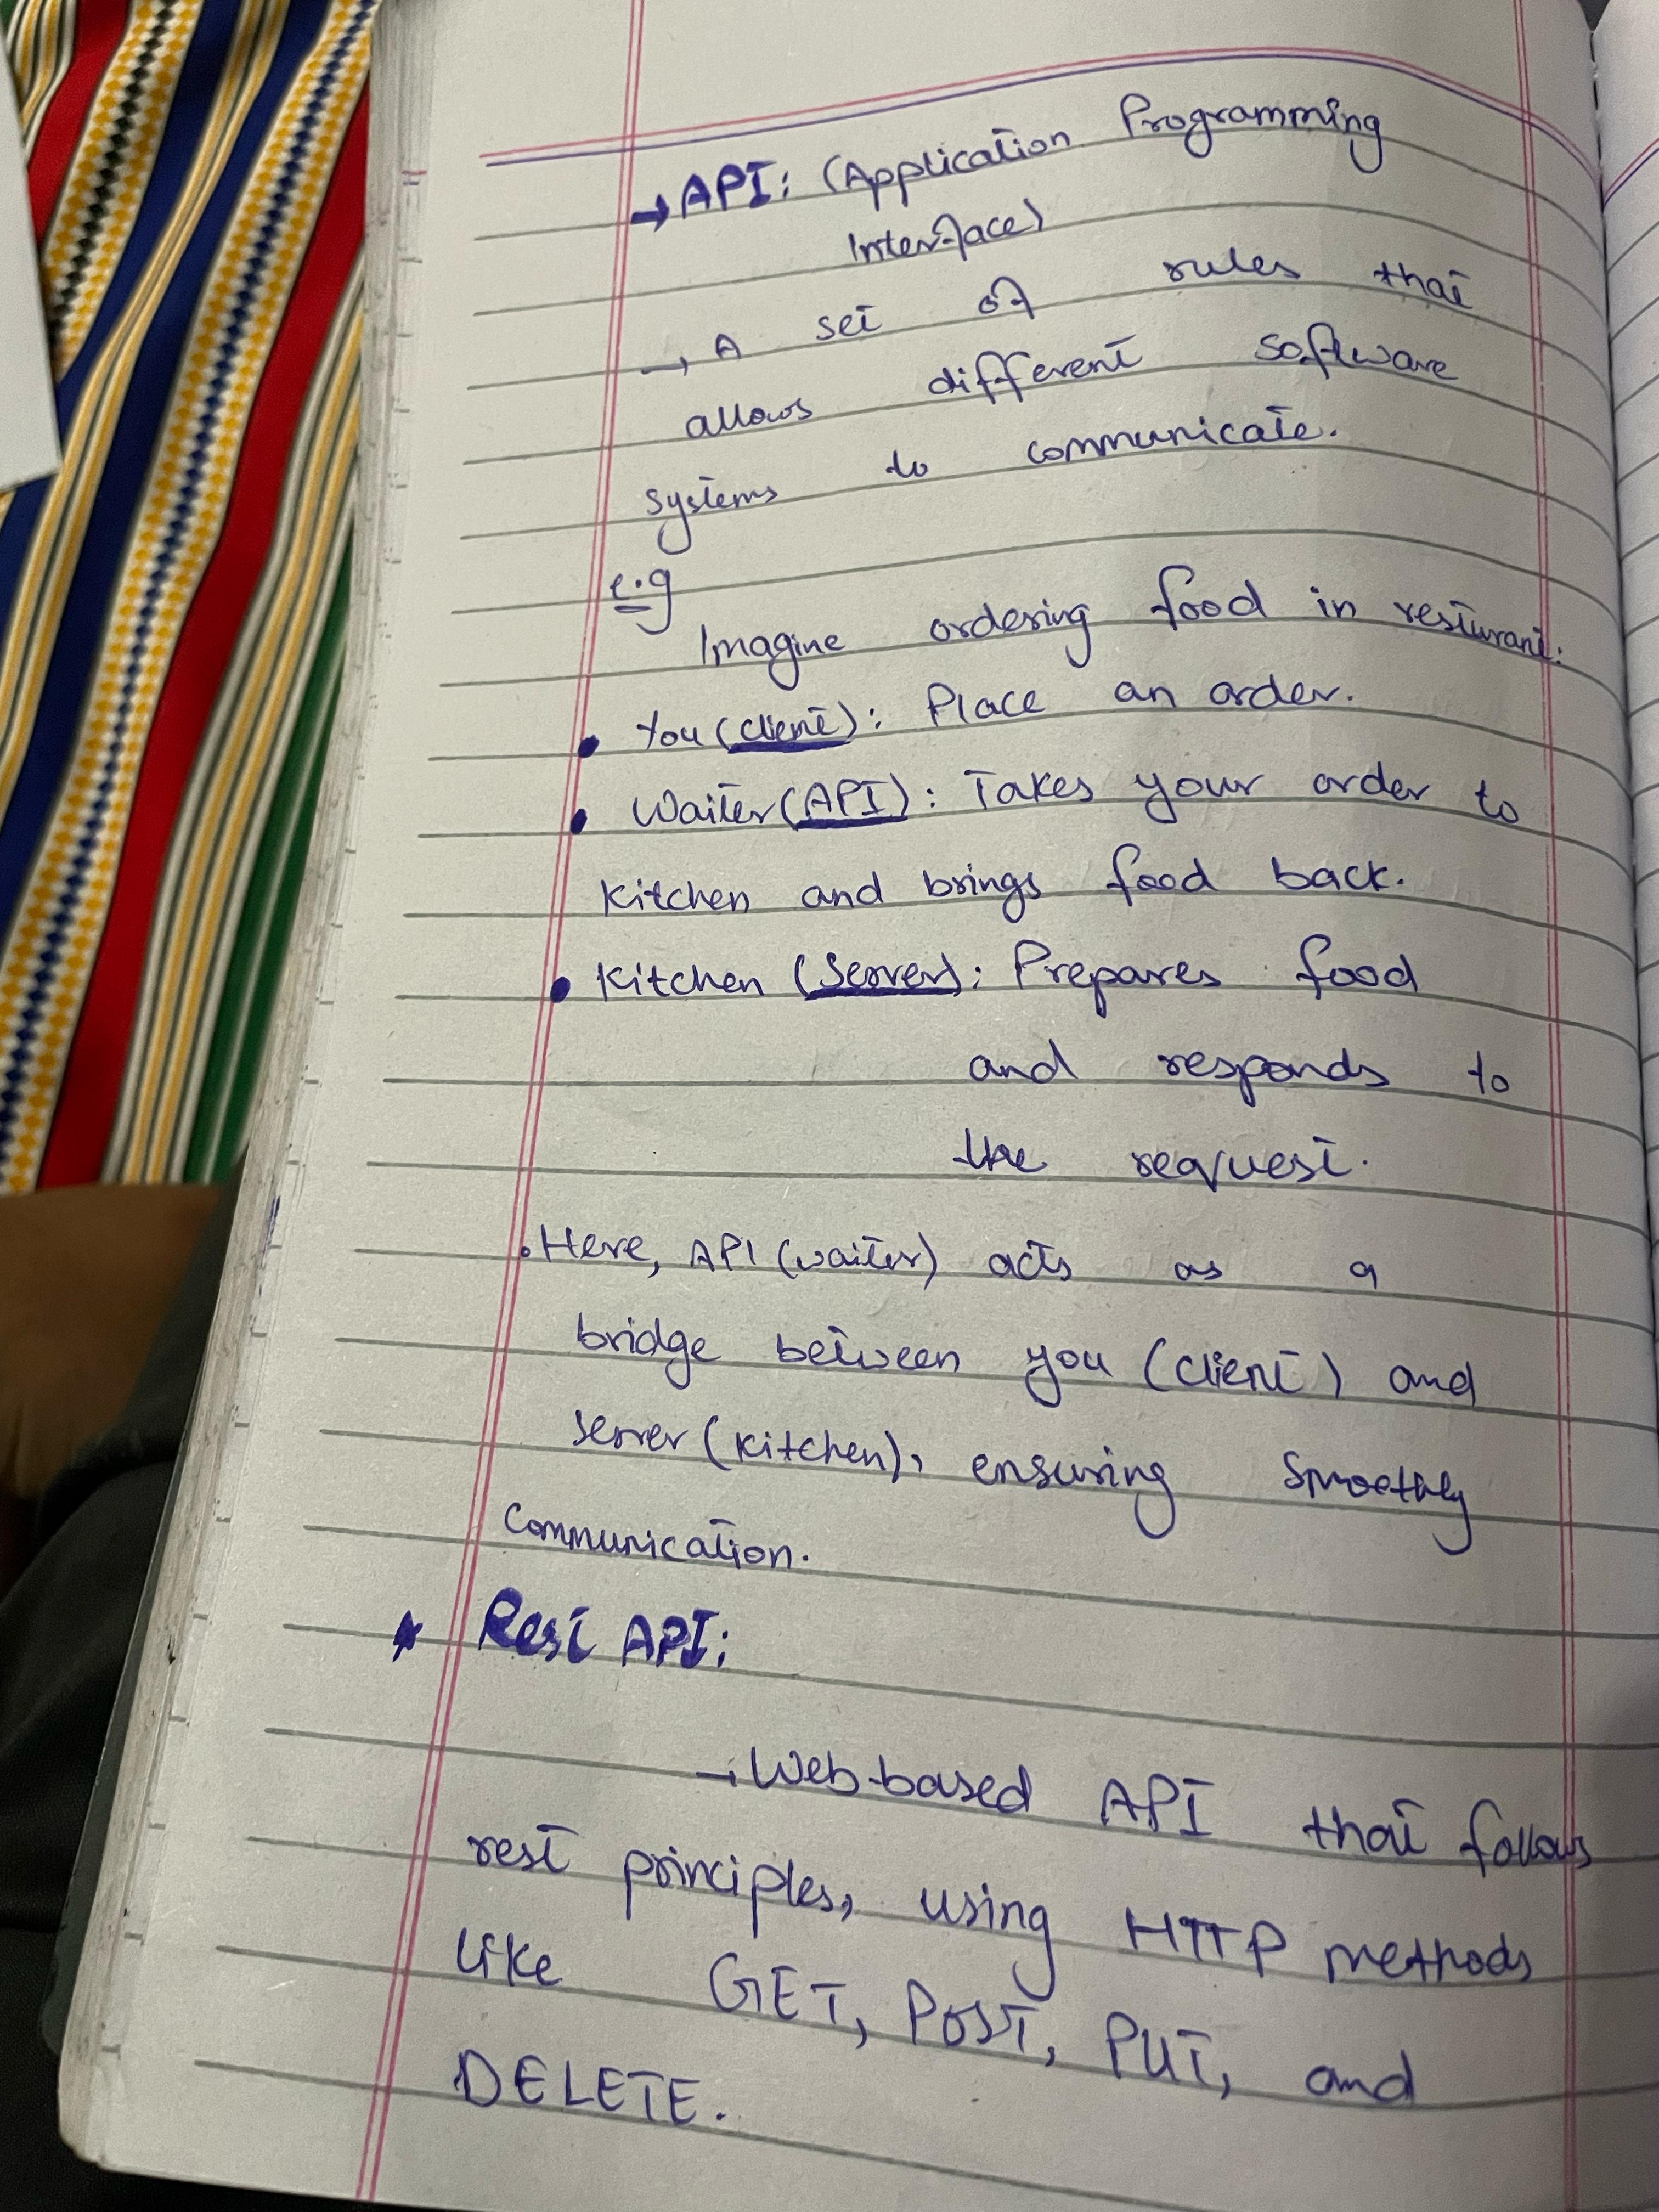 → API: (Application Programming
Interface)
→ A set of rules that
allows different software
systems to communicate.
e.g
Imagine ordering food in resturant:
• You (client): Place an order.
• Waiter (API): Takes your order to
kitchen and brings food back.
• Kitchen (Server): Prepares food
and responds to
the request.
• Here, API (waiter) acts as a
bridge between you (client) and
server (kitchen), ensuring smoothly
communication.
* Rest API:
→ Web-based API that follows
rest principles, using HTTP methods
like GET, POST, PUT, and
DELETE.